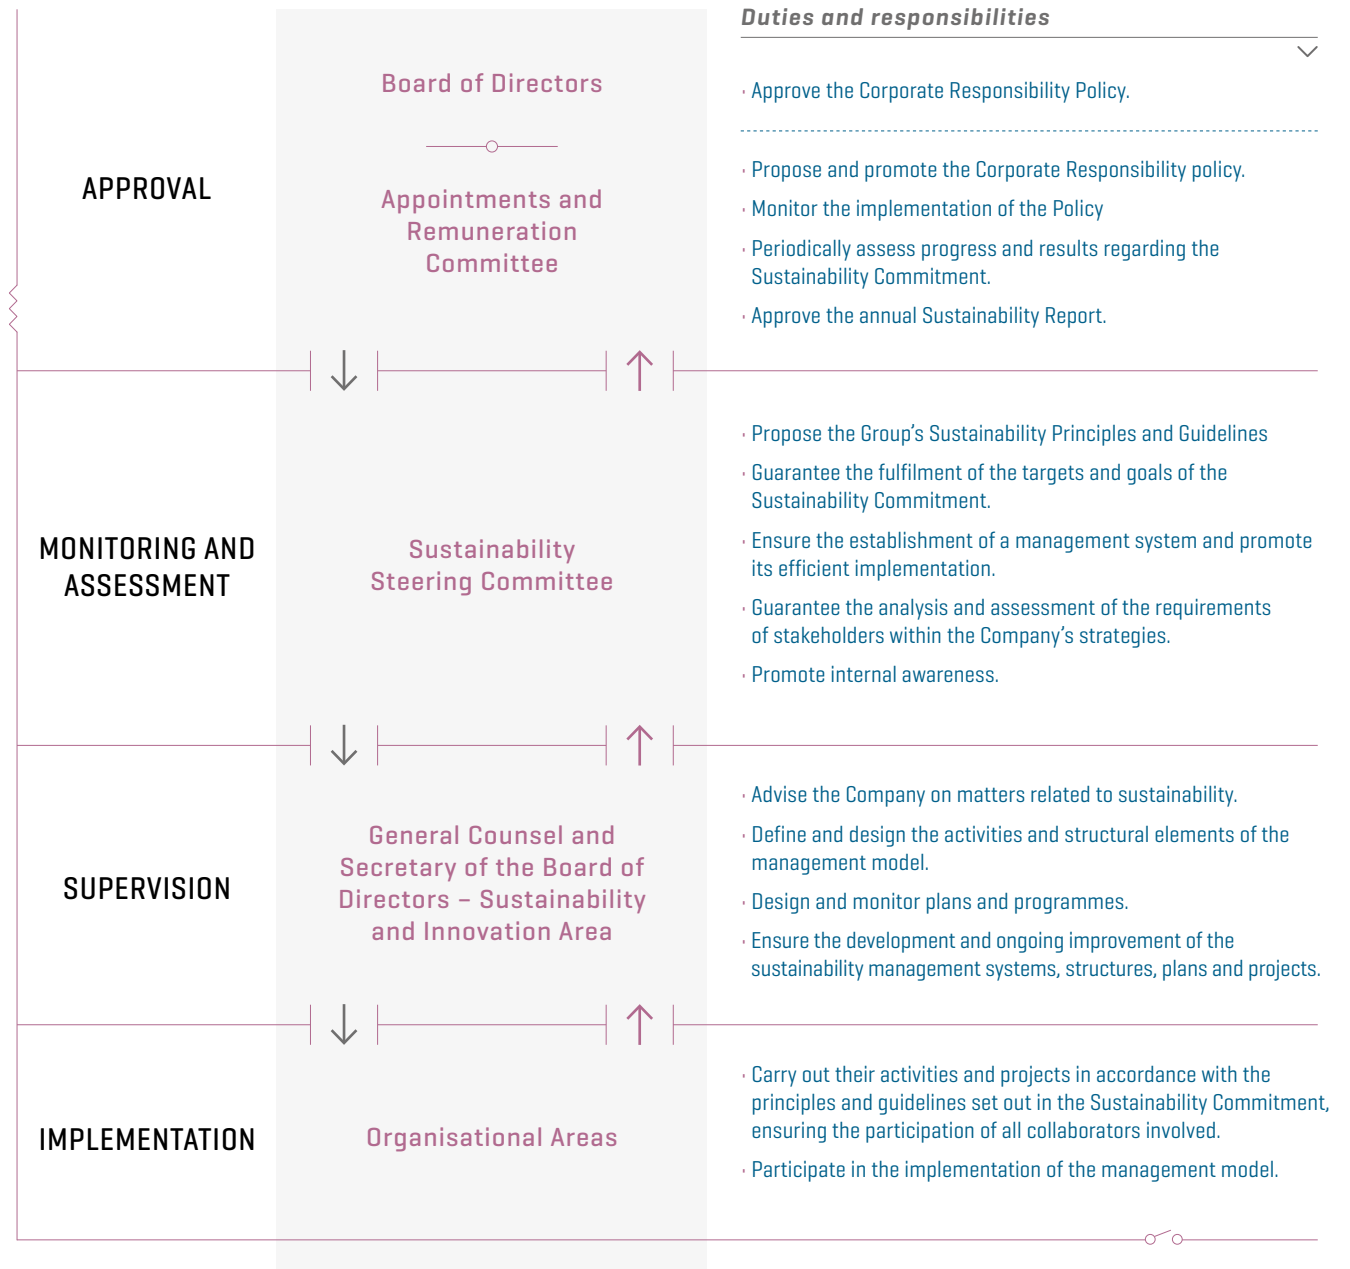 Duties and responsibilities
APPROVAL
Board of Directors
· Approve the Corporate Responsibility Policy.
Appointments and
Remuneration
Committee
· Propose and promote the Corporate Responsibility policy.
· Monitor the implementation of the Policy
· Periodically assess progress and results regarding the
Sustainability Commitment.
· Approve the annual Sustainability Report.
MONITORING AND
ASSESSMENT
Sustainability
Steering Committee
· Propose the Group's Sustainability Principles and Guidelines
· Guarantee the fulfilment of the targets and goals of the
Sustainability Commitment.
· Ensure the establishment of a management system and promote
its efficient implementation.
· Guarantee the analysis and assessment of the requirements
of stakeholders within the Company's strategies.
· Promote internal awareness.
SUPERVISION
General Counsel and
Secretary of the Board of
Directors – Sustainability
and Innovation Area
· Advise the Company on matters related to sustainability.
· Define and design the activities and structural elements of the
management model.
· Design and monitor plans and programmes.
· Ensure the development and ongoing improvement of the
sustainability management systems, structures, plans and projects.
IMPLEMENTATION
Organisational Areas
· Carry out their activities and projects in accordance with the
principles and guidelines set out in the Sustainability Commitment,
ensuring the participation of all collaborators involved.
· Participate in the implementation of the management model.